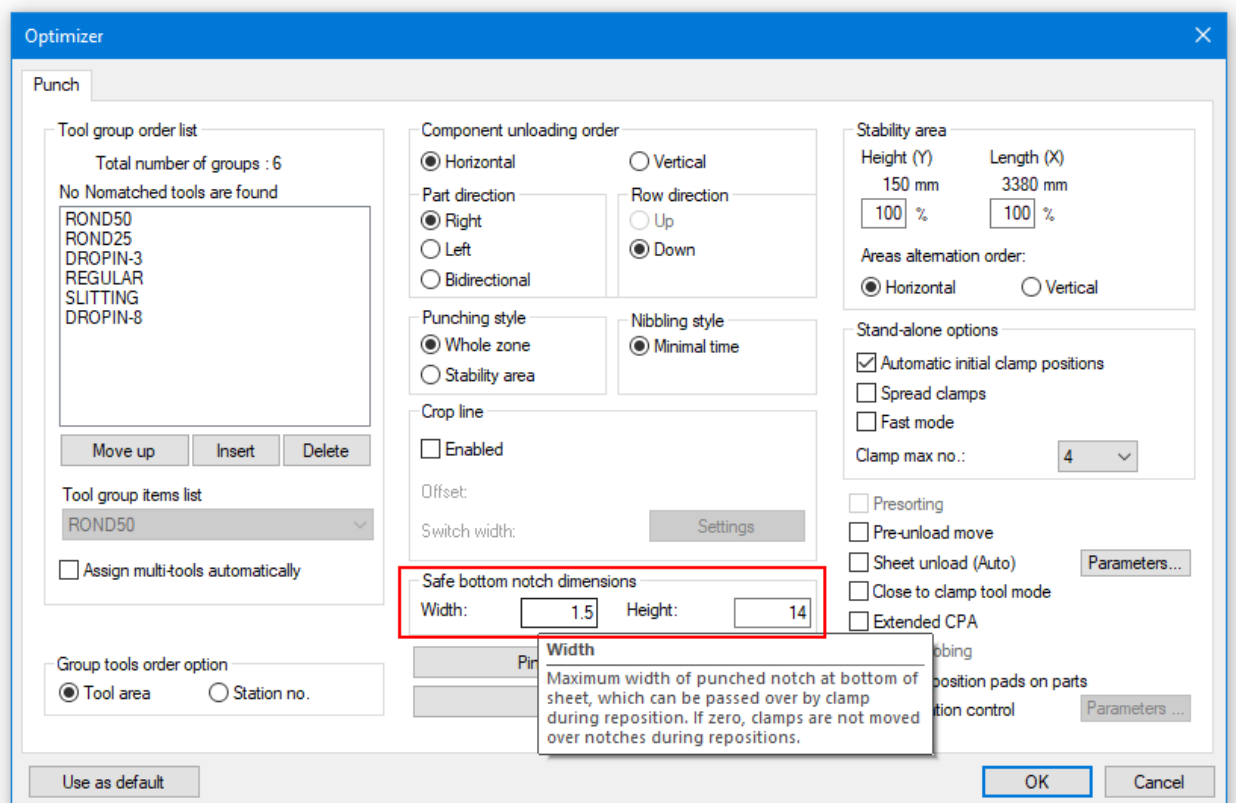 Optimizer
Punch
Tool group order list
Total number of groups : 6
No Nomatched tools are found
ROND50
ROND25
DROPIN-3
REGULAR
SLITTING
DROPIN-8
Move up Insert Delete
Tool group items list
ROND50
Assign multi-tools automatically
Group tools order option
Tool area Station no.
Component unloading order
Horizontal Vertical
Part direction Row direction
Right Up
Left Down
Bidirectional
Punching style Nibbling style
Whole zone Minimal time
Stability area
Crop line
Enabled
Offset:
Switch width: Settings
Safe bottom notch dimensions
Width: 1.5 Height: 14
Width
Maximum width of punched notch at bottom of
sheet, which can be passed over by clamp
during reposition. If zero, clamps are not moved
over notches during repositions.
Stability area
Height (Y) Length (X)
150 mm 3380 mm
100 % 100 %
Areas alternation order:
Horizontal Vertical
Stand-alone options
Automatic initial clamp positions
Spread clamps
Fast mode
Clamp max no.: 4
Presorting
Pre-unload move
Sheet unload (Auto) Parameters...
Close to clamp tool mode
Extended CPA
position pads on parts
control Parameters ...
Use as default OK Cancel